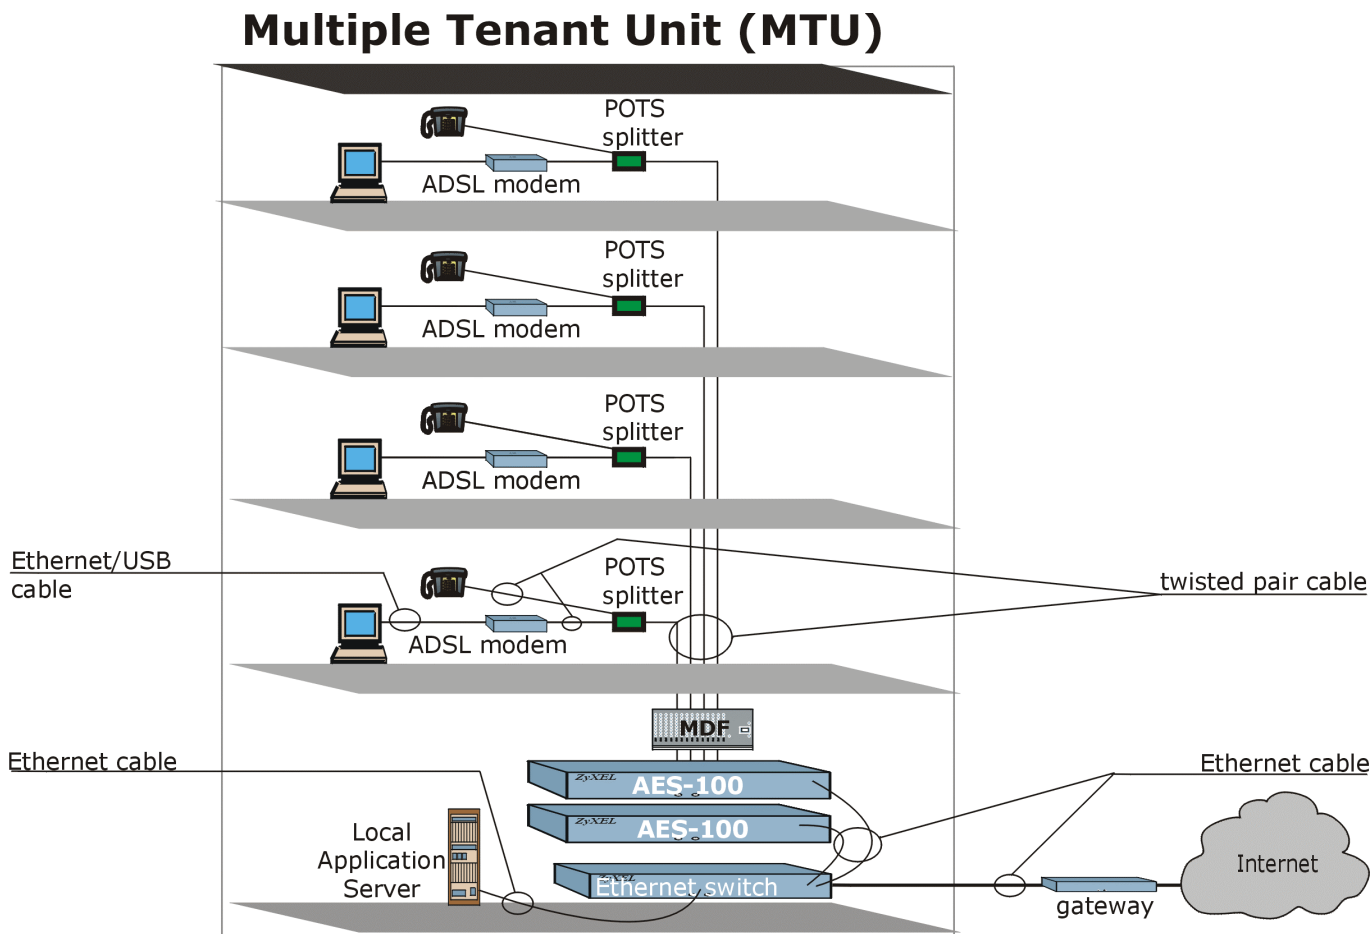 Multiple Tenant Unit (MTU)
POTS
splitter
ADSL modem
POTS
splitter
ADSL modem
POTS
splitter
ADSL modem
Ethernet/USB
cable
POTS
splitter
twisted pair cable
ADSL modem
MDF
Ethernet cable
Ethernet cable
ZyXEL
AES-100
ZyXEL
AES-100
Local
Application
Server
ZyXEL
Ethernet switch
Internet
gateway